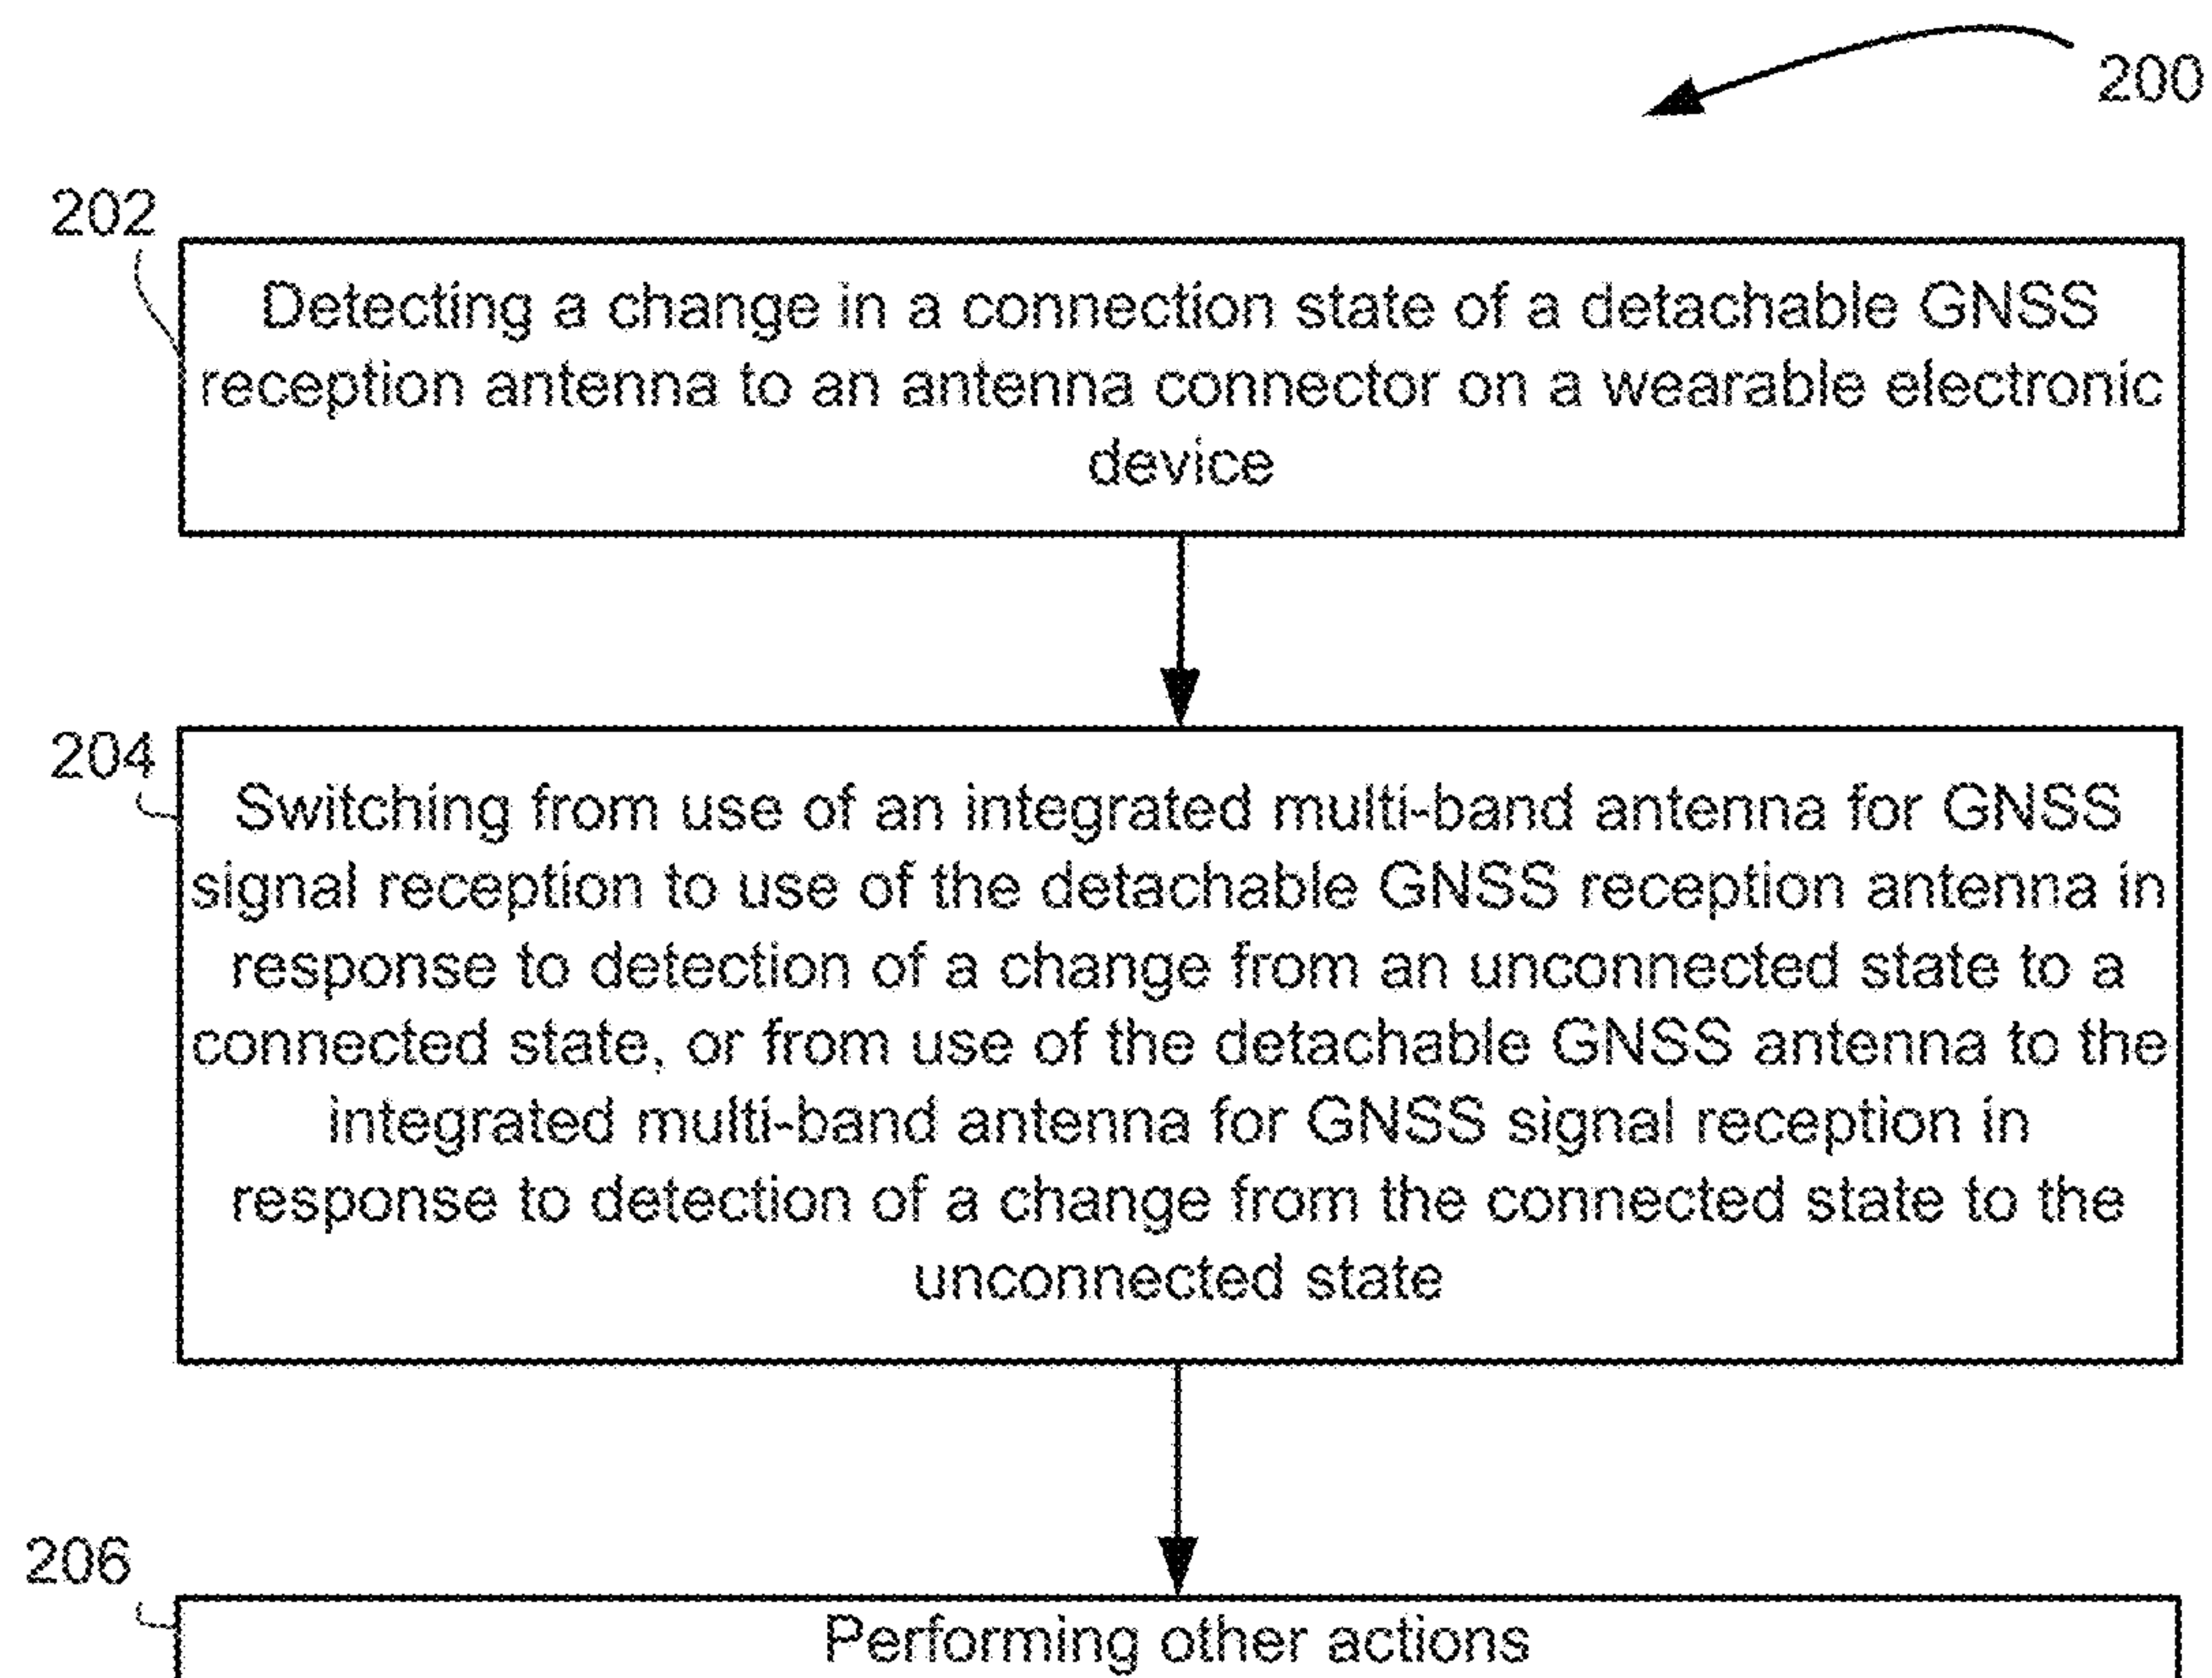 200
202
Detecting a change in a connection state of a detachable GNSS
reception antenna to an antenna connector on a wearable electronic
device
204
Switching from use of an integrated multi-band antenna for GNSS
signal reception to use of the detachable GNSS reception antenna in
response to detection of a change from an unconnected state to a
connected state, or from use of the detachable GNSS antenna to the
integrated multi-band antenna for GNSS signal reception in
response to detection of a change from the connected state to the
unconnected state
206
Performing other actions